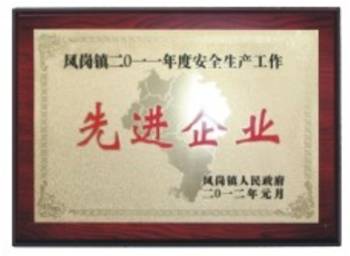 凤岗镇二〇一一年度安全生产工作
先进企业
凤岗镇人民政府
二〇一二年元月